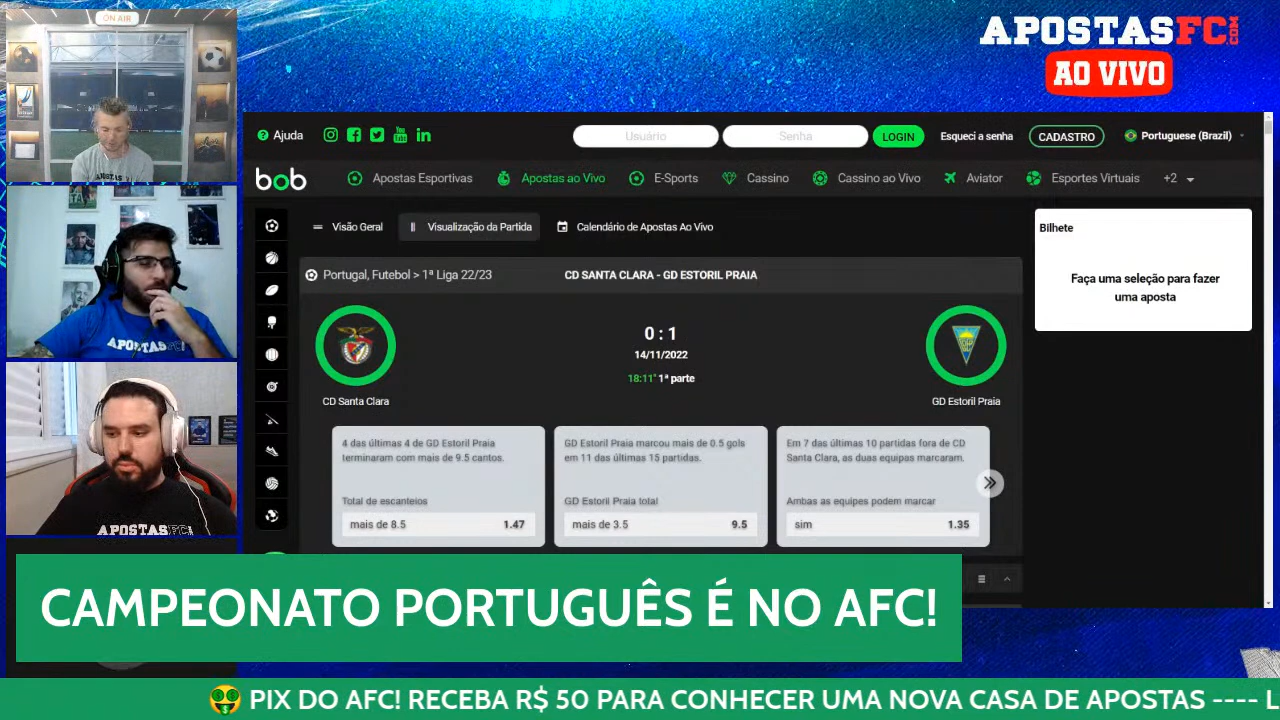 ON AIR
APOSTASFC.COM
AO VIVO
Ajuda
Usuário
Senha
LOGIN
Esqueci a senha
CADASTRO
Portuguese (Brazil)
bob
Apostas Esportivas
Apostas ao Vivo
E-Sports
Cassino
Cassino ao Vivo
Aviator
Esportes Virtuais
+2
Visão Geral
Visualização da Partida
Calendário de Apostas Ao Vivo
Bilhete
Faça uma seleção para fazer
uma aposta
Portugal, Futebol > 1ª Liga 22/23
CD SANTA CLARA - GD ESTORIL PRAIA
0 : 1
14/11/2022
18:11" 1ª parte
CD Santa Clara
GD Estoril Praia
4 das últimas 4 de GD Estoril Praia
terminaram com mais de 9.5 cantos.
Total de escanteios
mais de 8.5 1.47
GD Estoril Praia marcou mais de 0.5 gols
em 11 das últimas 15 partidas.
GD Estoril Praia total
mais de 3.5 9.5
Em 7 das últimas 10 partidas fora de CD
Santa Clara, as duas equipas marcaram.
Ambas as equipes podem marcar
sim 1.35
APOSTASFC
APOSTASFC
CAMPEONATO PORTUGUÊS É NO AFC!
PIX DO AFC! RECEBA R$ 50 PARA CONHECER UMA NOVA CASA DE APOSTAS ---- L